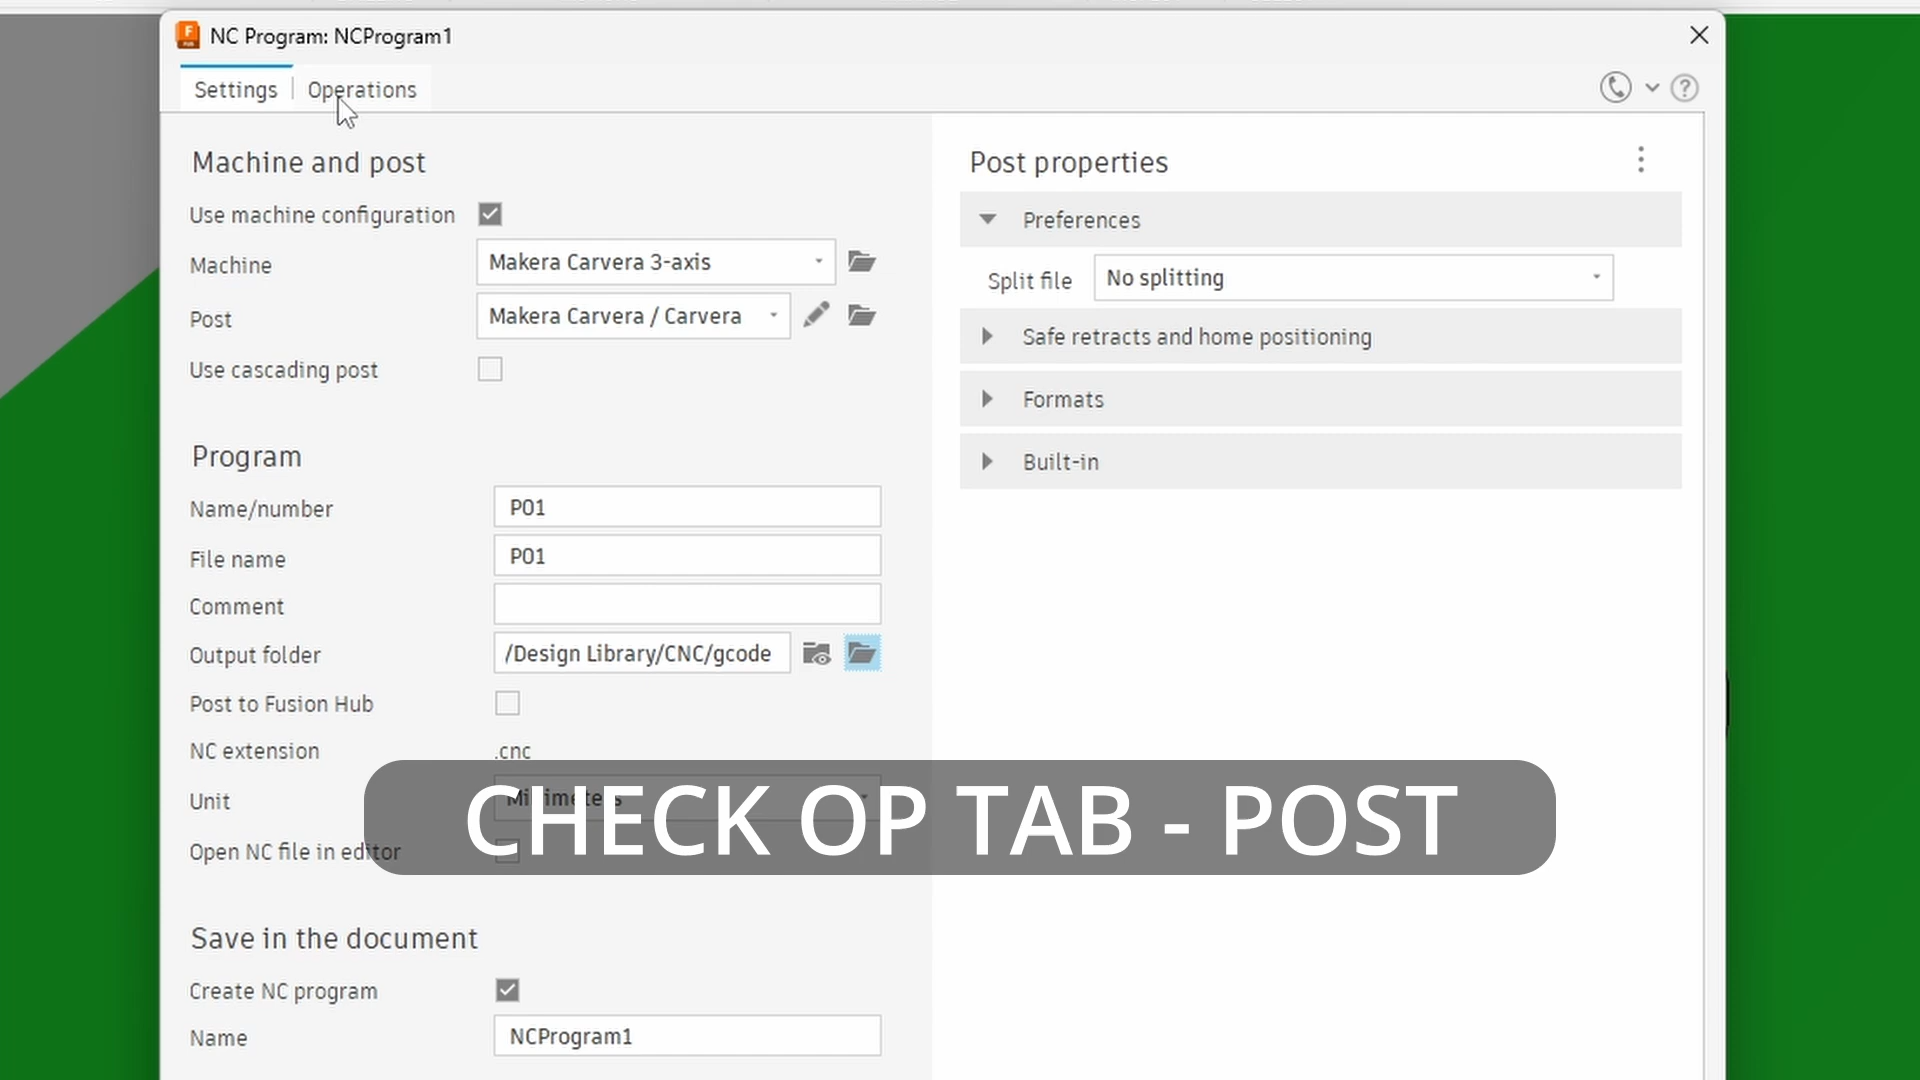 NC Program: NCProgram1
Settings | Operations
Machine and post
Use machine configuration
Machine Makera Carvera 3-axis
Post Makera Carvera / Carvera
Use cascading post
Program
Name/number P01
File name P01
Comment
Output folder /Design Library/CNC/gcode
Post to Fusion Hub
NC extension .cnc
Unit Millimeters
Open NC file in editor
Save in the document
Create NC program
Name NCProgram1
Post properties
Preferences
Split file No splitting
Safe retracts and home positioning
Formats
Built-in
CHECK OP TAB - POST